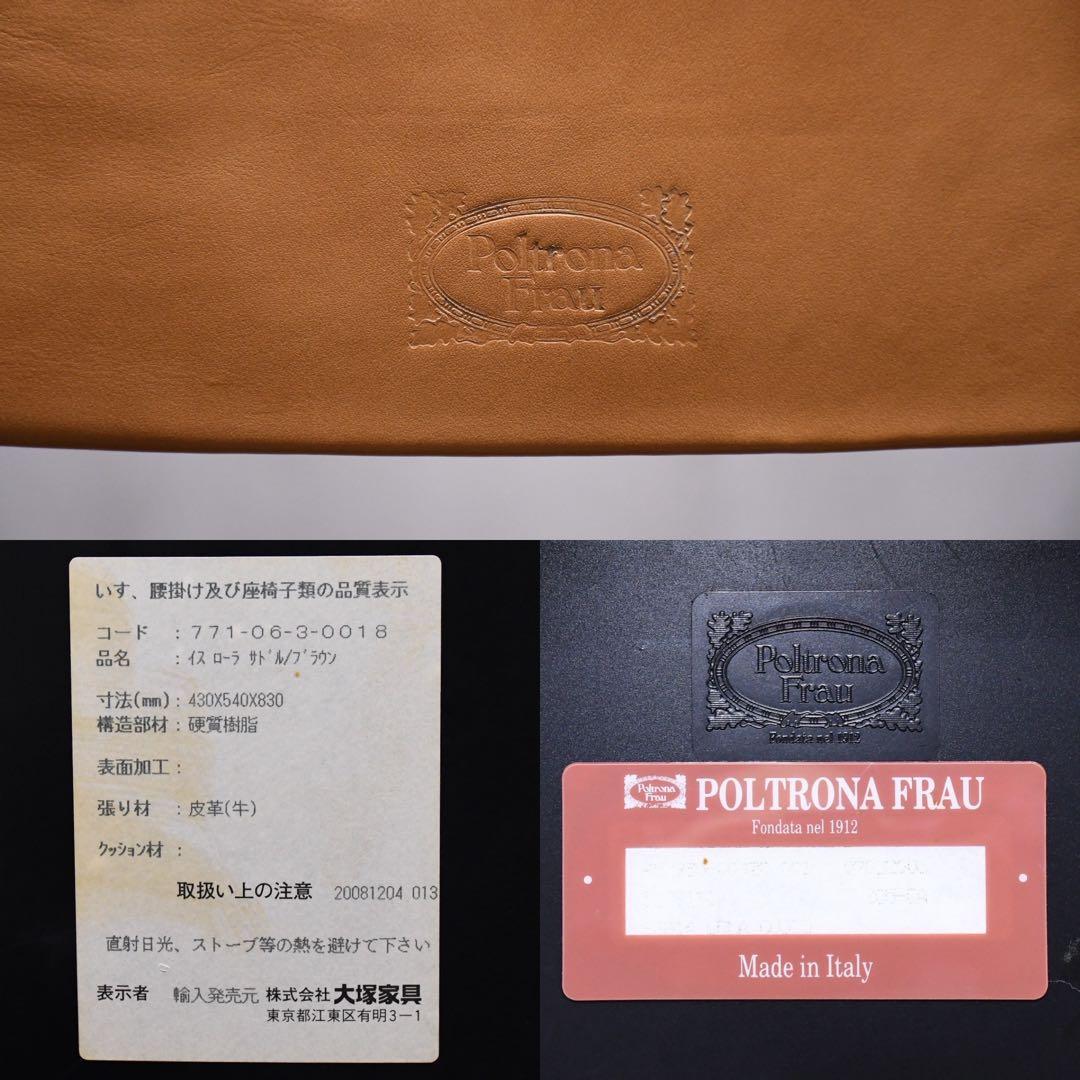 Poltrona
Frau
いす、腰掛け及び座椅子類の品質表示
コード : 771-06-3-0018
品名 : ｲｽ ローラ ｻﾄﾞﾙ/ﾌﾞﾗｳﾝ
寸法(mm) : 430X540X830
構造部材 : 硬質樹脂
表面加工 :
張り材 : 皮革(牛)
ｸｯｼｮﾝ材 :
取扱い上の注意 20081204 013
直射日光、ストーブ等の熱を避けて下さい
表示者 輸入発売元 株式会社 大塚家具
東京都江東区有明3-1
Poltrona
Frau
Fondata nel 1912
Poltrona
Frau
POLTRONA FRAU
Fondata nel 1912
Made in Italy